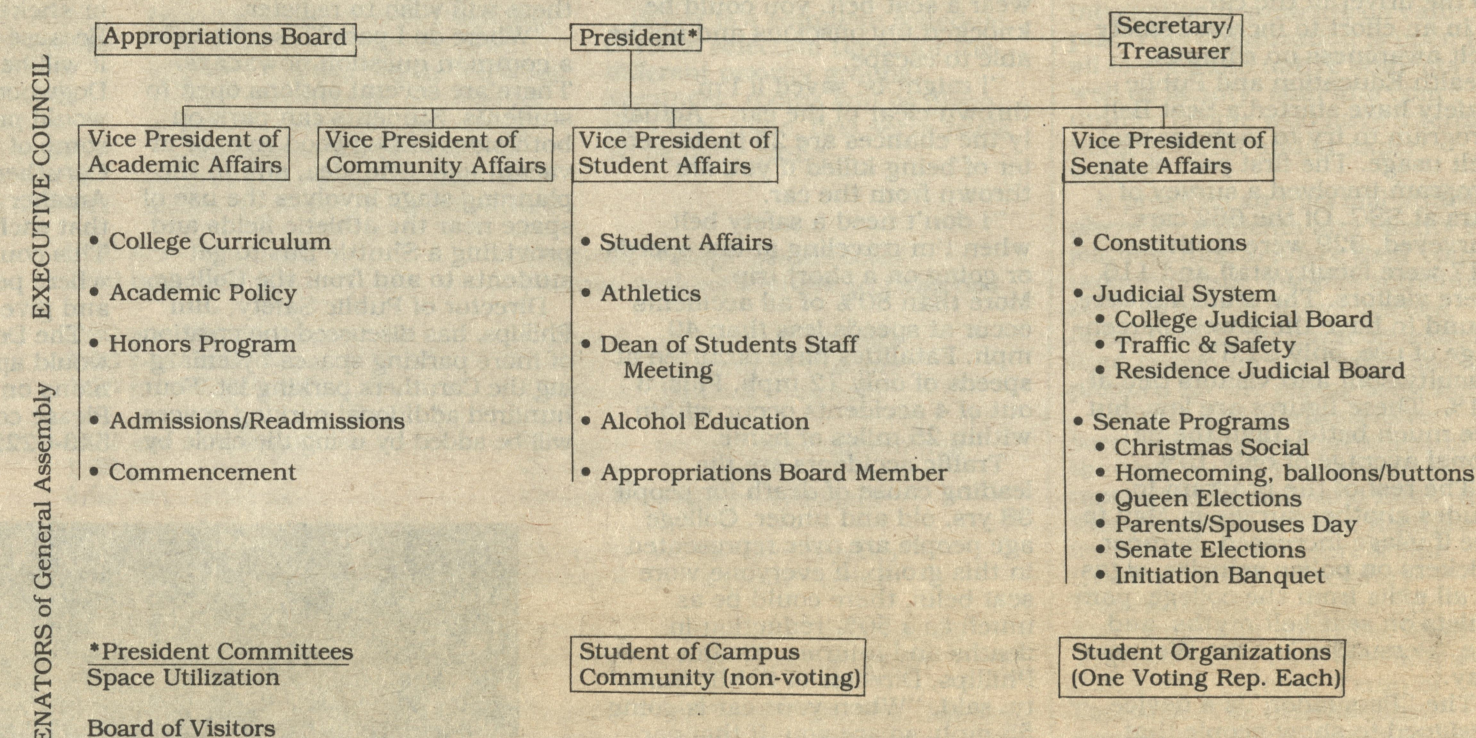 Appropriations Board
President*
Secretary/
Treasurer
EXECUTIVE COUNCIL
Vice President of
Academic Affairs
Vice President of
Community Affairs
Vice President of
Student Affairs
Vice President of
Senate Affairs
• College Curriculum
• Academic Policy
• Honors Program
• Admissions/Readmissions
• Commencement
• Student Affairs
• Athletics
• Dean of Students Staff
Meeting
• Alcohol Education
• Appropriations Board Member
• Constitutions
• Judicial System
• College Judicial Board
• Traffic & Safety
• Residence Judicial Board
• Senate Programs
• Christmas Social
• Homecoming, balloons/buttons
• Queen Elections
• Parents/Spouses Day
• Senate Elections
• Initiation Banquet
ENATORS of General Assembly
*President Committees
Space Utilization
Board of Visitors
Student of Campus
Community (non-voting)
Student Organizations
(One Voting Rep. Each)